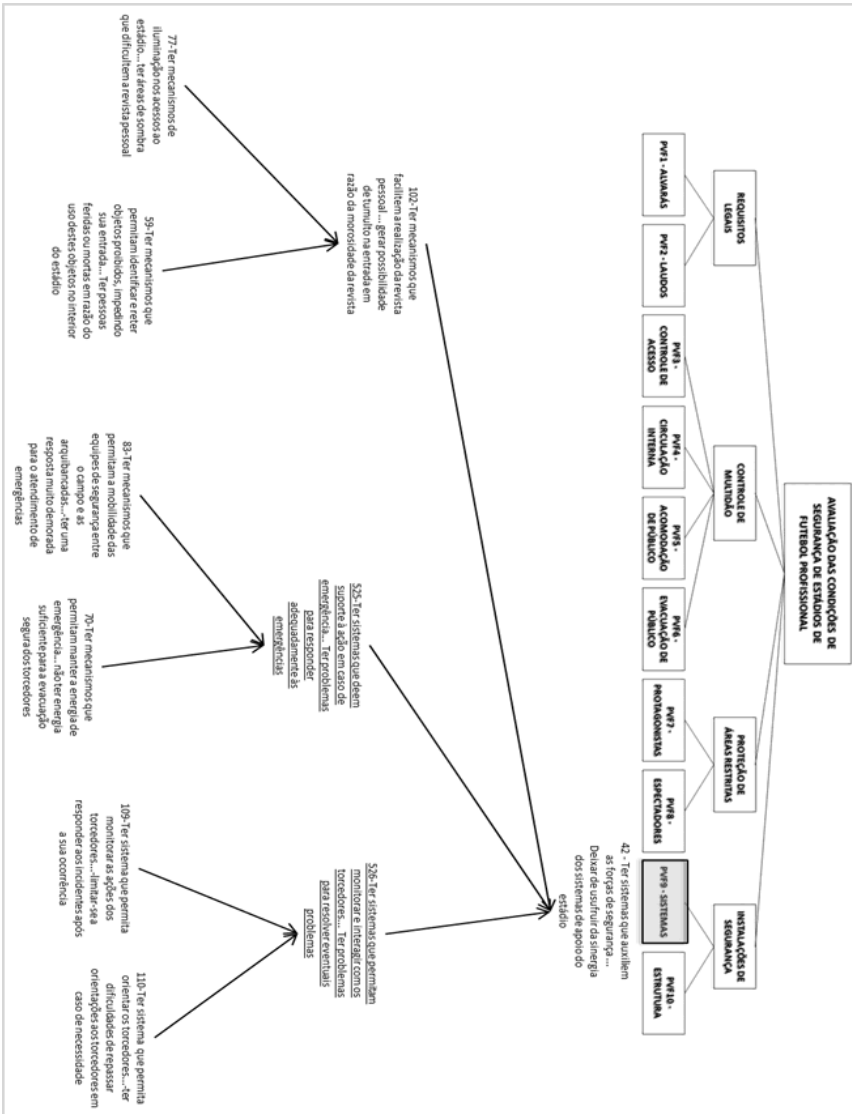 AVALIAÇÃO DAS CONDIÇÕES DE
SEGURANÇA DE ESTÁDIOS DE
FUTEBOL PROFISSIONAL
REQUISITOS
LEGAIS
CONTROLE DE
MULTIDÃO
PROTEÇÃO DE
ÁREAS RESTRITAS
INSTALAÇÕES DE
SEGURANÇA
PVF1 - ALVARÁS
PVF2 - LAUDOS
PVF3 -
CONTROLE DE
ACESSO
PVF4 -
CIRCULAÇÃO
INTERNA
PVF5 -
ACOMODAÇÃO
DE PÚBLICO
PVF6 -
EVACUAÇÃO DE
PÚBLICO
PVF7 -
PROTAGONISTAS
PVF8 -
ESPECTADORES
PVF9 - SISTEMAS
PVF10 -
ESTRUTURA
42 - Ter sistemas que auxiliem
as forças de segurança ...
Deixar de usufruir da sinergia
dos sistemas de apoio do
estádio
102-Ter mecanismos que
facilitem a realização da revista
pessoal ... gerar possibilidade
de tumulto na entrada em
razão da morosidade da revista
525-Ter sistemas que deem
suporte à ação em caso de
emergência... Ter problemas
para responder
adequadamente às
emergências
526-Ter sistemas que permitam
monitorar e interagir com os
torcedores... Ter problemas
para resolver eventuais
problemas
77-Ter mecanismos de
iluminação nos acessos ao
estádio... ter áreas de sombra
que dificultem a revista pessoal
59-Ter mecanismos que
permitam identificar e reter
objetos proibidos, impedindo
sua entrada... Ter pessoas
feridas ou mortas em razão do
uso destes objetos no interior
do estádio
83-Ter mecanismos que
permitam a mobilidade das
equipes de segurança entre
o campo e as
arquibancadas...-ter uma
resposta muito demorada
para o atendimento de
emergências
70-Ter mecanismos que
permitam manter a energia de
emergência... não ter energia
suficiente para a evacuação
segura dos torcedores
109-Ter sistema que permita
monitorar as ações dos
torcedores...-limitar-se a
responder aos incidentes após
a sua ocorrência
110-Ter sistema que permita
orientar os torcedores...-ter
dificuldades de repassar
orientações aos torcedores em
caso de necessidade